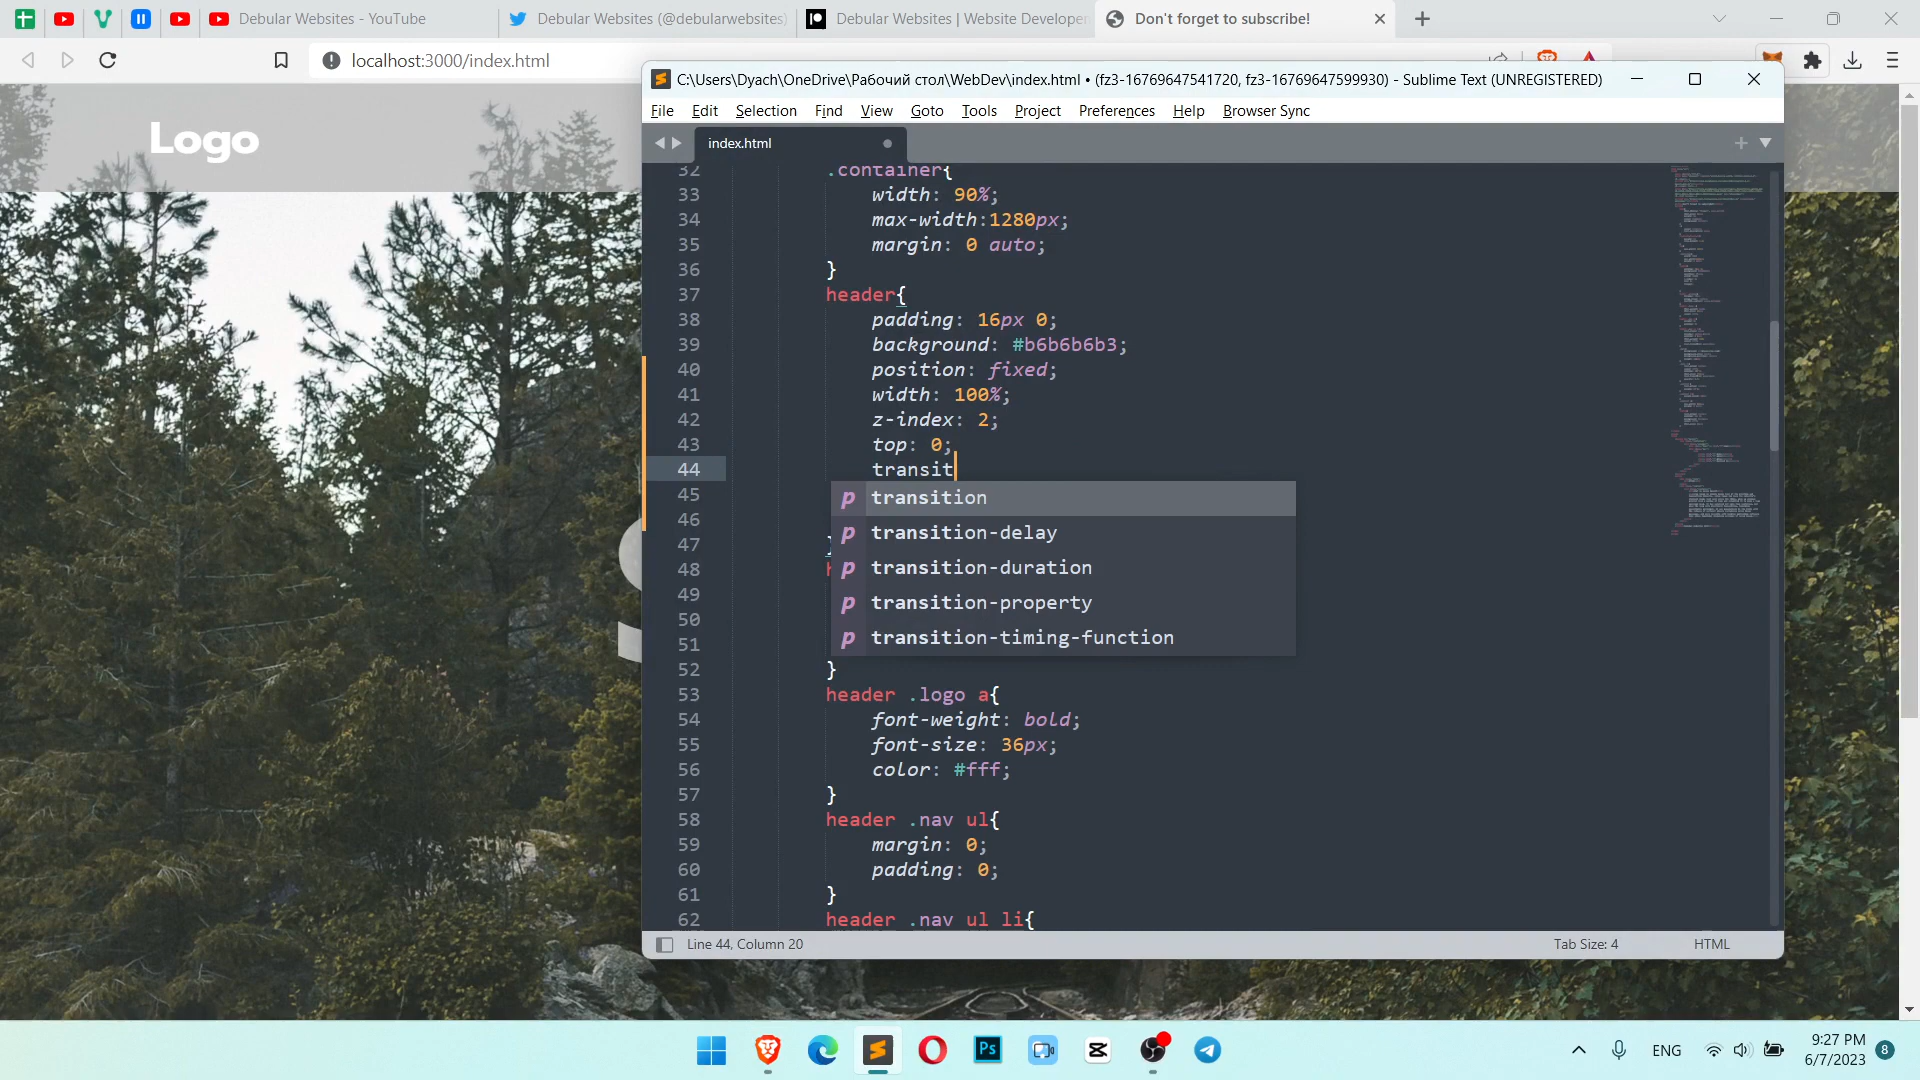 Debular Websites - YouTube
Debular Websites (@debularwebsites)
Debular Websites | Website Developer
Don't forget to subscribe!
localhost:3000/index.html
Logo
C:\Users\Dyach\OneDrive\Рабочий стол\WebDev\index.html • (fz3-16769647541720, fz3-16769647599930) - Sublime Text (UNREGISTERED)
File Edit Selection Find View Goto Tools Project Preferences Help Browser Sync
index.html
32 .container{
33 width: 90%;
34 max-width:1280px;
35 margin: 0 auto;
36 }
37 header{
38 padding: 16px 0;
39 background: #b6b6b6b3;
40 position: fixed;
41 width: 100%;
42 z-index: 2;
43 top: 0;
44 transit
45 p transition
46 p transition-delay
47 } p transition-duration
48 h p transition-property
49
50 p transition-timing-function
51
52 }
53 header .logo a{
54 font-weight: bold;
55 font-size: 36px;
56 color: #fff;
57 }
58 header .nav ul{
59 margin: 0;
60 padding: 0;
61 }
62 header .nav ul li{
Line 44, Column 20
Tab Size: 4
HTML
Ps
ENG
9:27 PM
6/7/2023
8